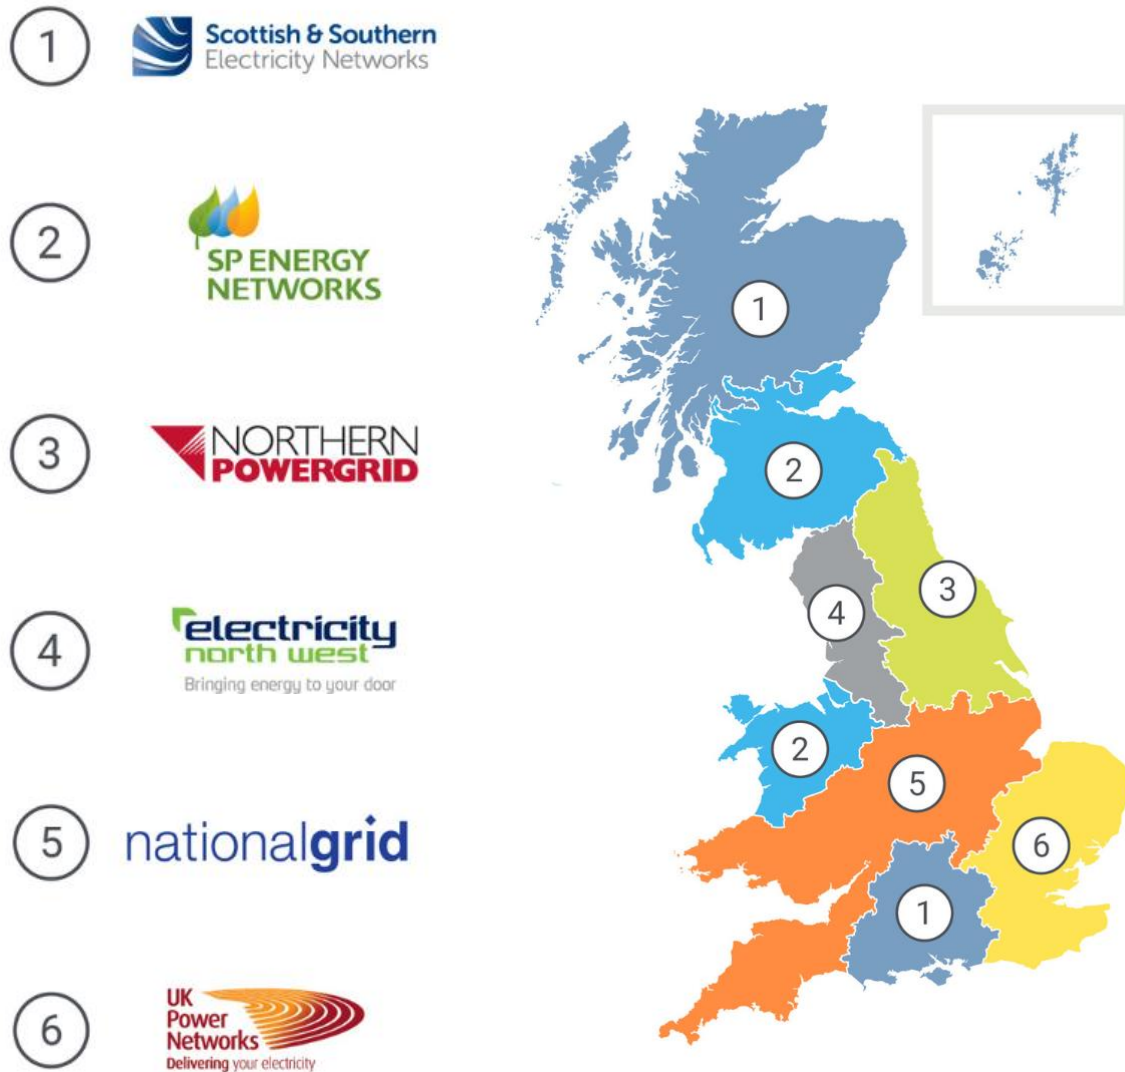 1
Scottish & Southern
Electricity Networks
2
SP ENERGY
NETWORKS
3
NORTHERN
POWERGRID
4
electricity
north west
Bringing energy to your door
5
nationalgrid
6
UK
Power
Networks
Delivering your electricity
1
2
3
4
2
5
6
1